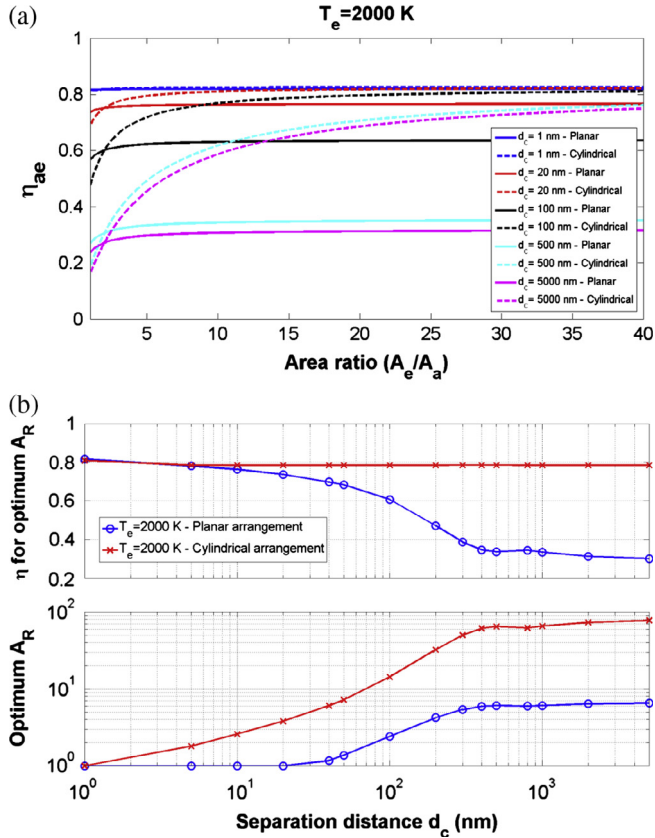 (a)
T_e=2000 K
1
0.8
0.6
0.4
0.2
0
η_ae
5 10 15 20 25 30 35 40
Area ratio (A_e/A_a)
d_c= 1 nm - Planar
d_c= 1 nm - Cylindrical
d_c= 20 nm - Planar
d_c= 20 nm - Cylindrical
d_c= 100 nm - Planar
d_c= 100 nm - Cylindrical
d_c= 500 nm - Planar
d_c= 500 nm - Cylindrical
d_c= 5000 nm - Planar
d_c= 5000 nm - Cylindrical
(b)
η for optimum A_R
1
0.8
0.6
0.4
0.2
T_e=2000 K - Planar arrangement
T_e=2000 K - Cylindrical arrangement
Optimum A_R
10^2
10^1
10^0
10^0 10^1 10^2 10^3
Separation distance d_c (nm)